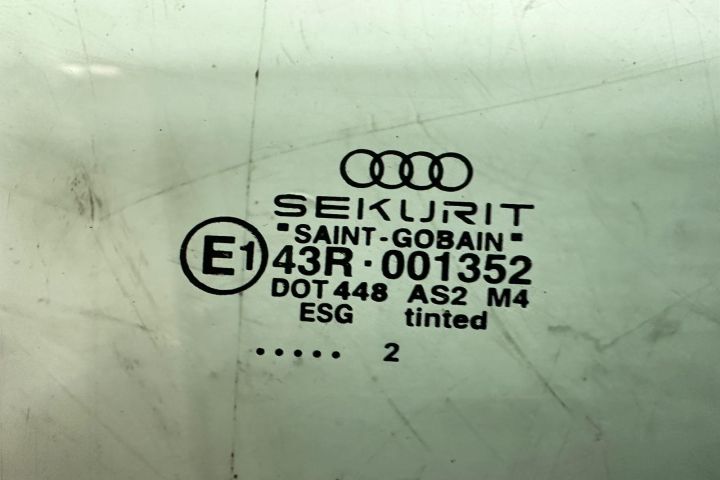 SEKURIT
"SAINT-GOBAIN"
E1 43R · 001352
DOT 448 AS2 M4
ESG tinted
..... 2